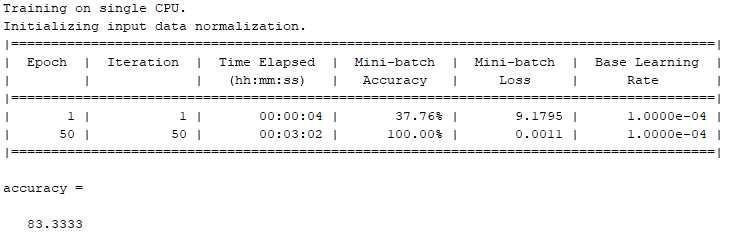 Training on single CPU.
Initializing input data normalization.
|======================================================================================|
| Epoch | Iteration | Time Elapsed | Mini-batch | Mini-batch | Base Learning |
| | | (hh:mm:ss) | Accuracy | Loss | Rate |
|======================================================================================|
| 1 | 1 | 00:00:04 | 37.76% | 9.1795 | 1.0000e-04 |
| 50 | 50 | 00:03:02 | 100.00% | 0.0011 | 1.0000e-04 |
|======================================================================================|
accuracy =
83.3333